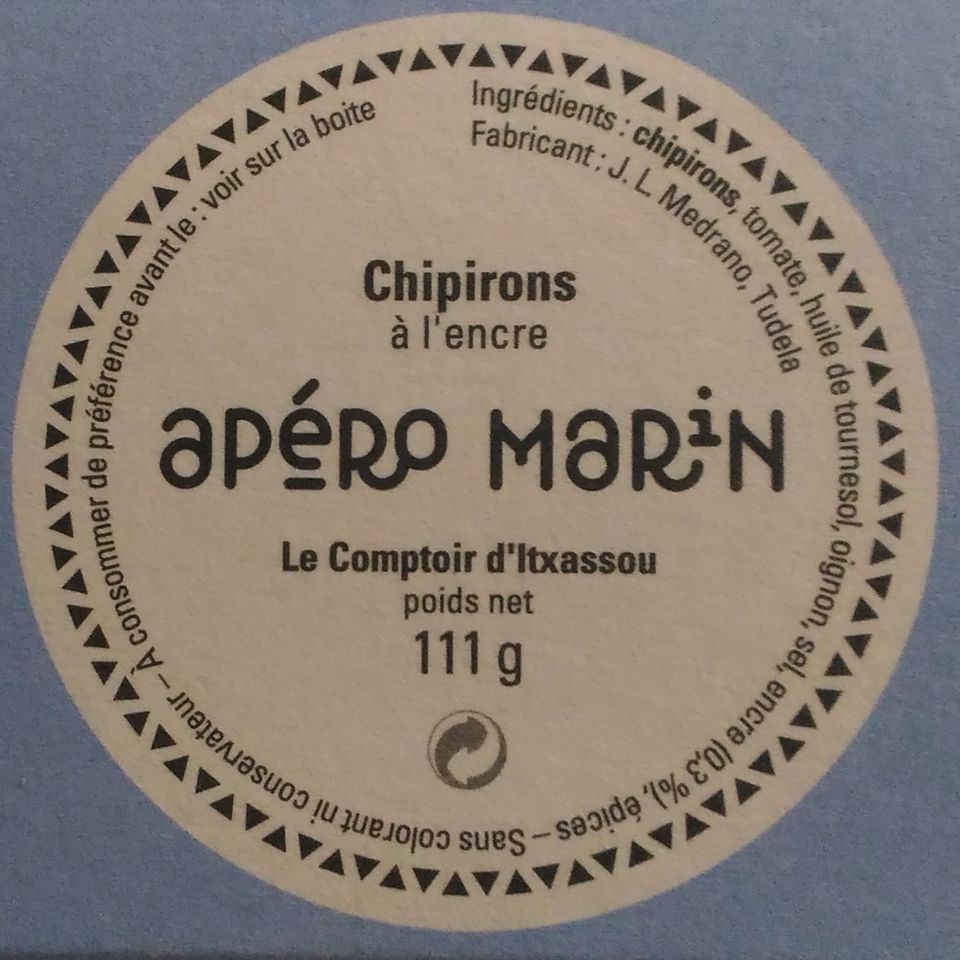 Ingrédients : chipirons, tomate, huile de tournesol, oignon, sel, encre (0,3 %), épices – Sans colorant ni conservateur – À consommer de préférence avant le : voir sur la boite
Fabricant : J. L. Medrano, Tudela
Chipirons
à l'encre
apéro marin
Le Comptoir d'Itxassou
poids net
111 g